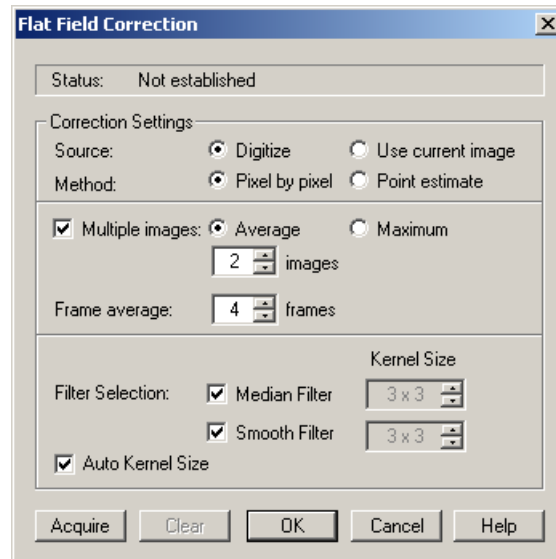 Flat Field Correction
Status: Not established
Correction Settings
Source: Digitize Use current image
Method: Pixel by pixel Point estimate
Multiple images: Average Maximum
2 images
Frame average: 4 frames
Kernel Size
Filter Selection: Median Filter 3 x 3
Smooth Filter 3 x 3
Auto Kernel Size
Acquire Clear OK Cancel Help